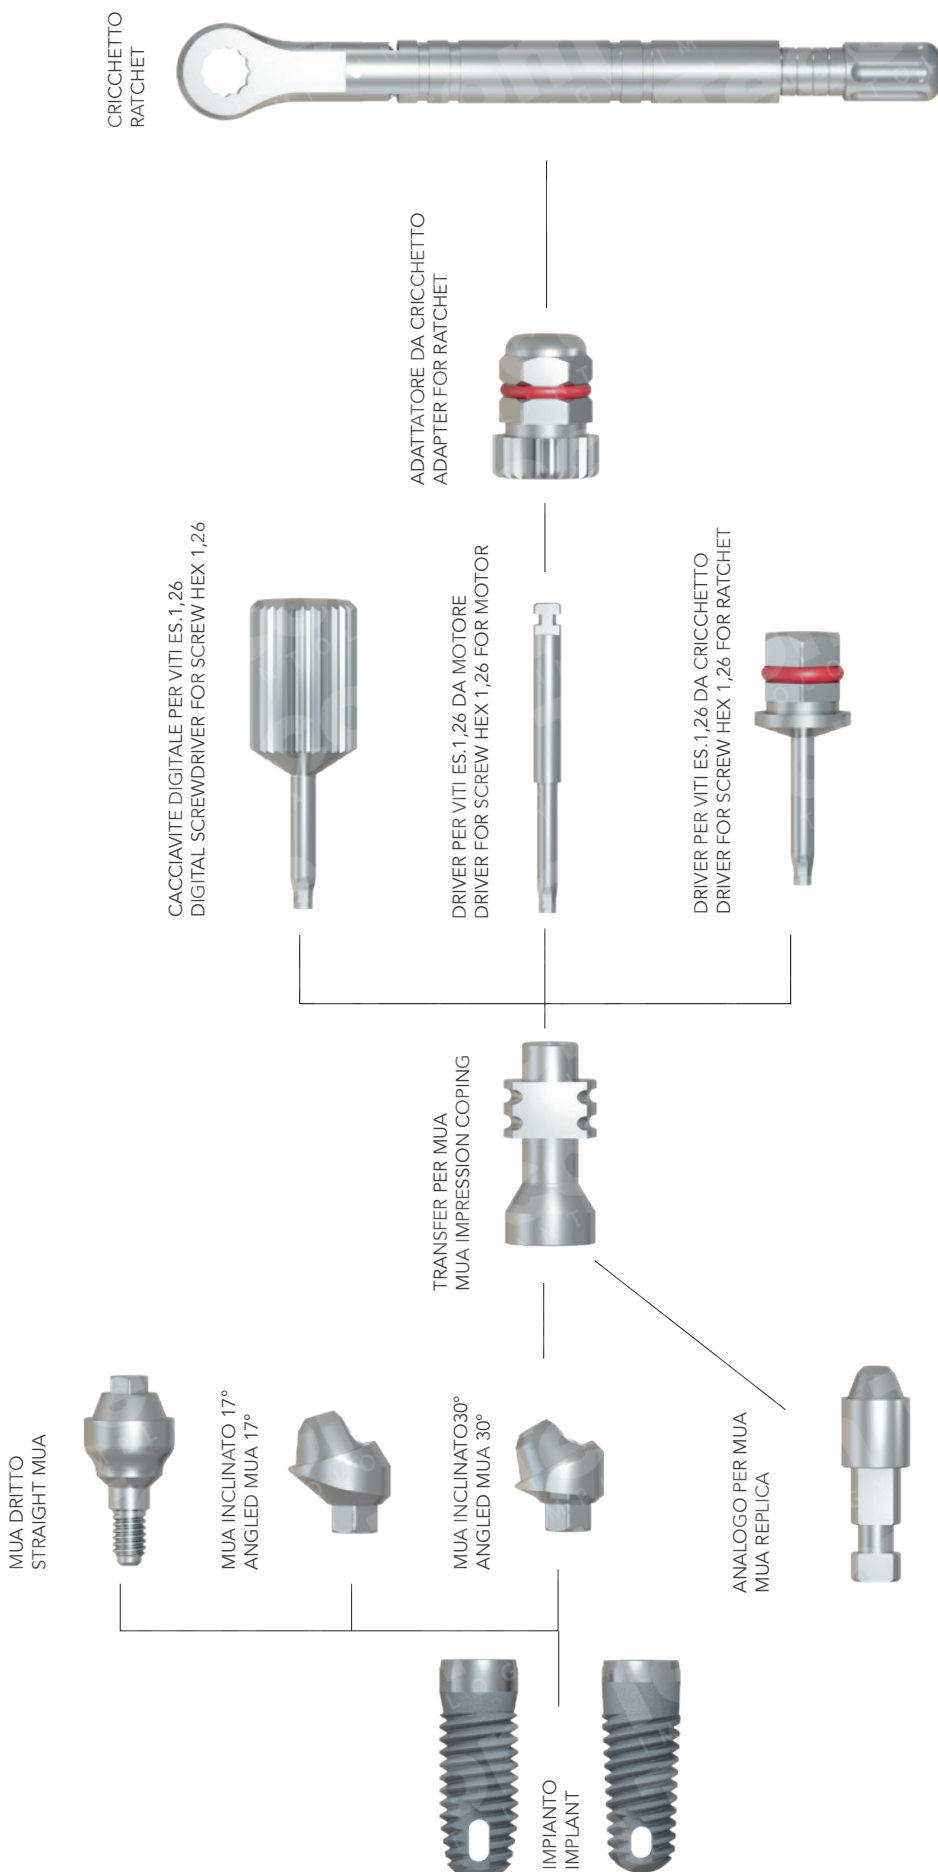 CRICCHETTO
RATCHET
ADATTATORE DA CRICCHETTO
ADAPTER FOR RATCHET
CACCIAVITE DIGITALE PER VITI ES.1,26
DIGITAL SCREWDRIVER FOR SCREW HEX 1,26
DRIVER PER VITI ES.1,26 DA MOTORE
DRIVER FOR SCREW HEX 1,26 FOR MOTOR
DRIVER PER VITI ES.1,26 DA CRICCHETTO
DRIVER FOR SCREW HEX 1,26 FOR RATCHET
TRANSFER PER MUA
MUA IMPRESSION COPING
MUA DRITTO
STRAIGHT MUA
MUA INCLINATO 17°
ANGLED MUA 17°
MUA INCLINATO30°
ANGLED MUA 30°
ANALOGO PER MUA
MUA REPLICA
IMPIANTO
IMPLANT